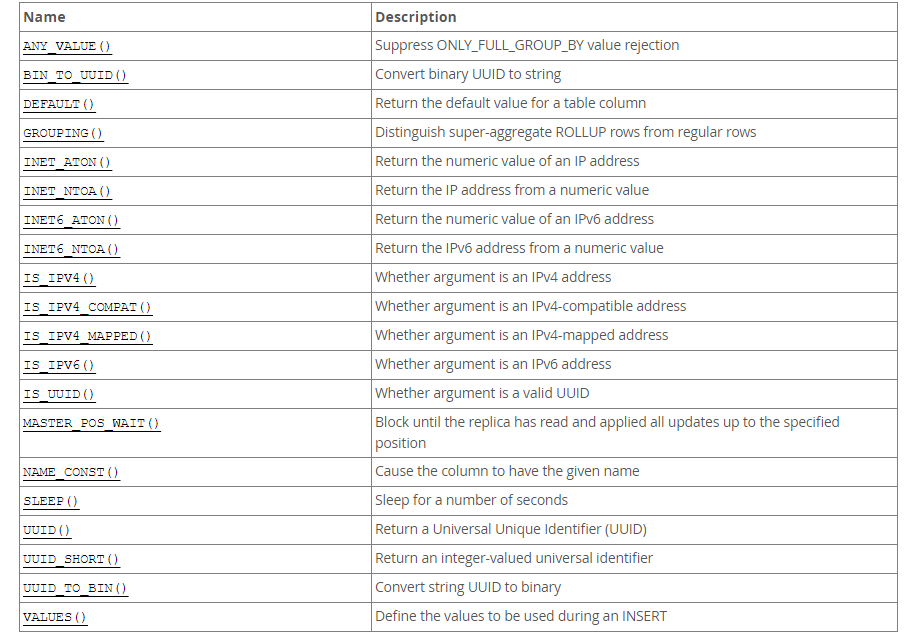 Name Description
ANY_VALUE() Suppress ONLY_FULL_GROUP_BY value rejection
BIN_TO_UUID() Convert binary UUID to string
DEFAULT() Return the default value for a table column
GROUPING() Distinguish super-aggregate ROLLUP rows from regular rows
INET_ATON() Return the numeric value of an IP address
INET_NTOA() Return the IP address from a numeric value
INET6_ATON() Return the numeric value of an IPv6 address
INET6_NTOA() Return the IPv6 address from a numeric value
IS_IPV4() Whether argument is an IPv4 address
IS_IPV4_COMPAT() Whether argument is an IPv4-compatible address
IS_IPV4_MAPPED() Whether argument is an IPv4-mapped address
IS_IPV6() Whether argument is an IPv6 address
IS_UUID() Whether argument is a valid UUID
MASTER_POS_WAIT() Block until the replica has read and applied all updates up to the specified
position
NAME_CONST() Cause the column to have the given name
SLEEP() Sleep for a number of seconds
UUID() Return a Universal Unique Identifier (UUID)
UUID_SHORT() Return an integer-valued universal identifier
UUID_TO_BIN() Convert string UUID to binary
VALUES() Define the values to be used during an INSERT